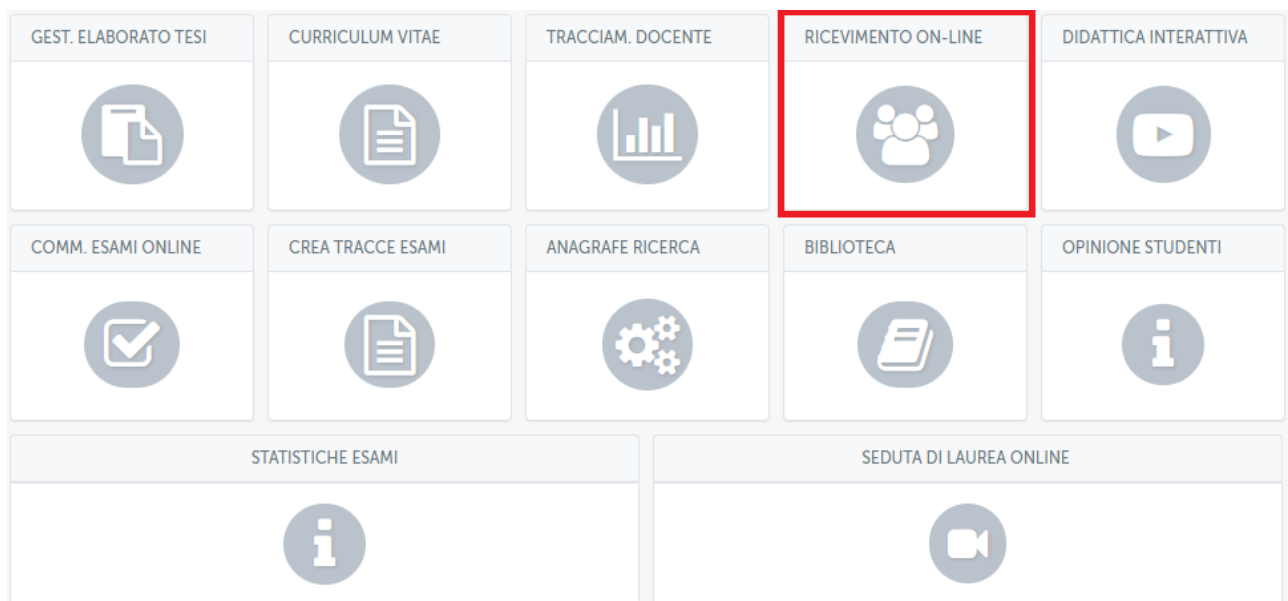 GEST. ELABORATO TESI
CURRICULUM VITAE
TRACCIAM. DOCENTE
RICEVIMENTO ON-LINE
DIDATTICA INTERATTIVA
COMM. ESAMI ONLINE
CREA TRACCE ESAMI
ANAGRAFE RICERCA
BIBLIOTECA
OPINIONE STUDENTI
STATISTICHE ESAMI
SEDUTA DI LAUREA ONLINE